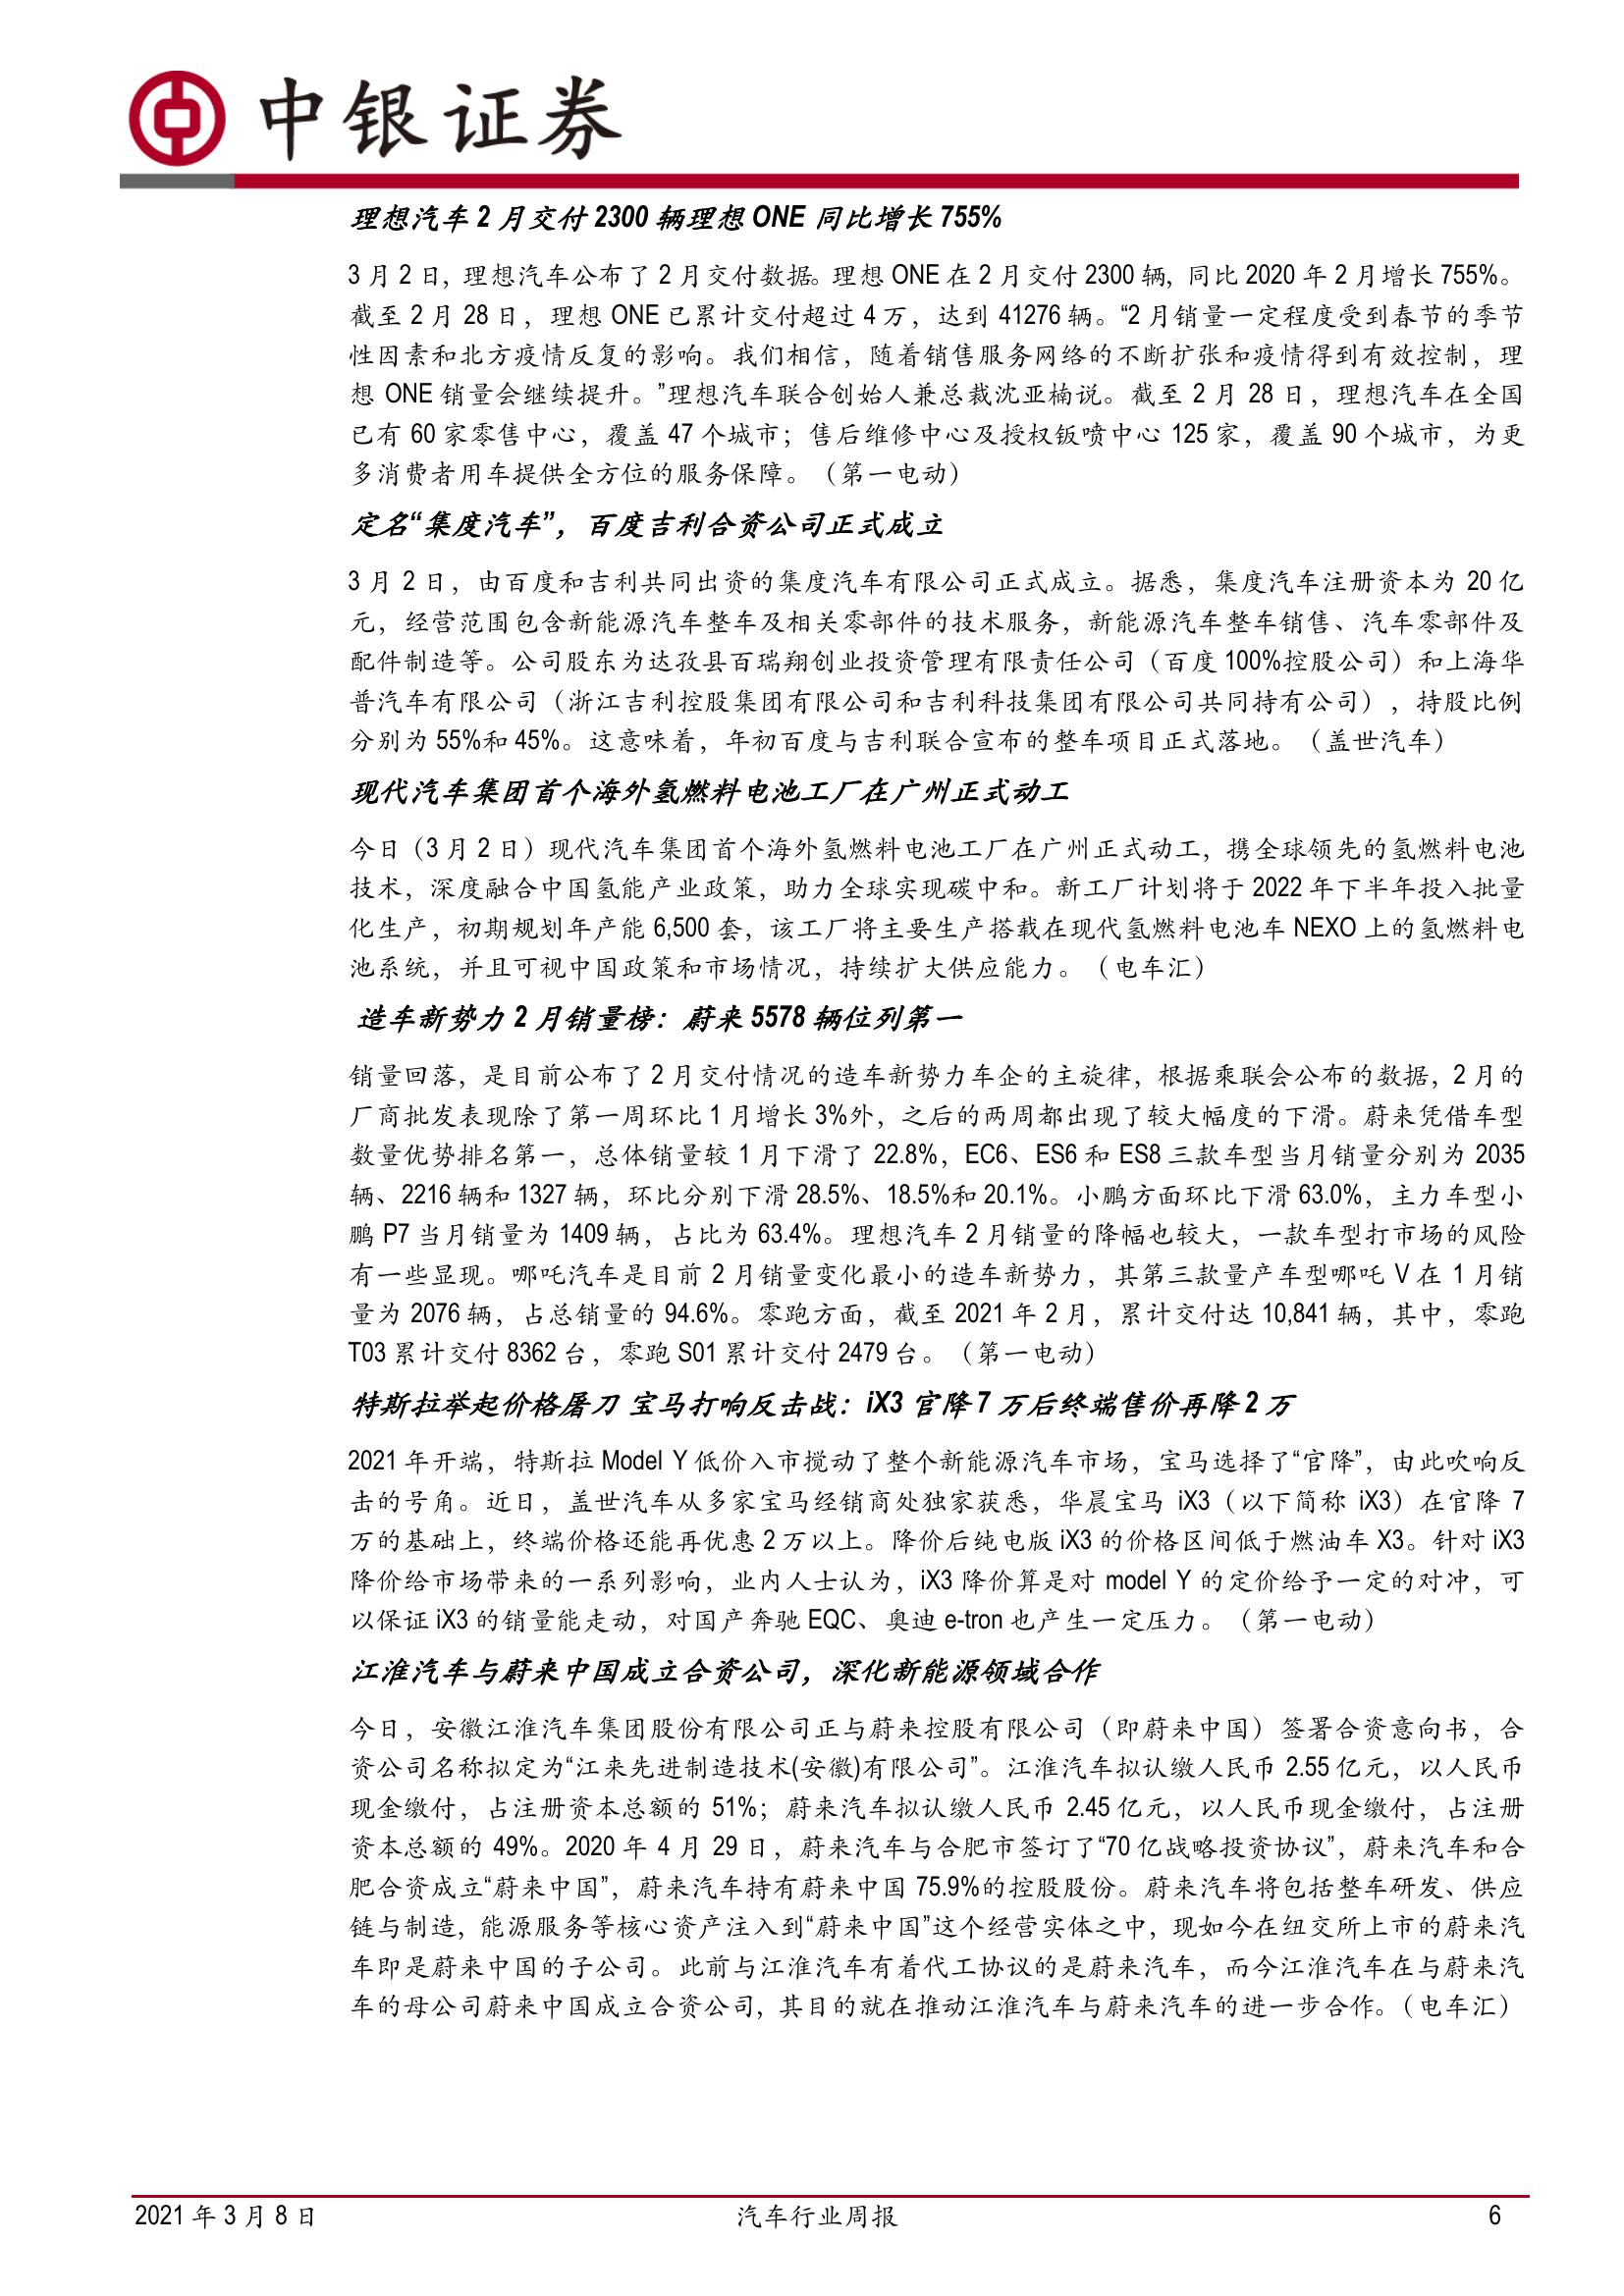 中银证券
理想汽车 2 月交付 2300 辆理想 ONE 同比增长 755%
3 月 2 日, 理想汽车公布了 2 月交付数据。理想 ONE 在 2 月交付 2300 辆, 同比 2020 年 2 月增长 755%。
截至 2 月 28 日，理想 ONE 已累计交付超过 4 万，达到 41276 辆。“2 月销量一定程度受到春节的季节
性因素和北方疫情反复的影响。我们相信，随着销售服务网络的不断扩张和疫情得到有效控制，理
想 ONE 销量会继续提升。”理想汽车联合创始人兼总裁沈亚楠说。截至 2 月 28 日，理想汽车在全国
已有 60 家零售中心，覆盖 47 个城市；售后维修中心及授权钣喷中心 125 家，覆盖 90 个城市，为更
多消费者用车提供全方位的服务保障。（第一电动）
定名“集度汽车”，百度吉利合资公司正式成立
3 月 2 日，由百度和吉利共同出资的集度汽车有限公司正式成立。据悉，集度汽车注册资本为 20 亿
元，经营范围包含新能源汽车整车及相关零部件的技术服务，新能源汽车整车销售、汽车零部件及
配件制造等。公司股东为达孜县百瑞翔创业投资管理有限责任公司（百度 100%控股公司）和上海华
普汽车有限公司（浙江吉利控股集团有限公司和吉利科技集团有限公司共同持有公司），持股比例
分别为 55%和 45%。这意味着，年初百度与吉利联合宣布的整车项目正式落地。（盖世汽车）
现代汽车集团首个海外氢燃料电池工厂在广州正式动工
今日（3 月 2 日）现代汽车集团首个海外氢燃料电池工厂在广州正式动工，携全球领先的氢燃料电池
技术，深度融合中国氢能产业政策，助力全球实现碳中和。新工厂计划将于 2022 年下半年投入批量
化生产，初期规划年产能 6,500 套，该工厂将主要生产搭载在现代氢燃料电池车 NEXO 上的氢燃料电
池系统，并且可视中国政策和市场情况，持续扩大供应能力。（电车汇）
造车新势力 2 月销量榜：蔚来 5578 辆位列第一
销量回落，是目前公布了 2 月交付情况的造车新势力车企的主旋律，根据乘联会公布的数据，2 月的
厂商批发表现除了第一周环比 1 月增长 3%外，之后的两周都出现了较大幅度的下滑。蔚来凭借车型
数量优势排名第一，总体销量较 1 月下滑了 22.8%，EC6、ES6 和 ES8 三款车型当月销量分别为 2035
辆、2216 辆和 1327 辆，环比分别下滑 28.5%、18.5%和 20.1%。小鹏方面环比下滑 63.0%，主力车型小
鹏 P7 当月销量为 1409 辆，占比为 63.4%。理想汽车 2 月销量的降幅也较大，一款车型打市场的风险
有一些显现。哪吒汽车是目前 2 月销量变化最小的造车新势力，其第三款量产车型哪吒 V 在 1 月销
量为 2076 辆，占总销量的 94.6%。零跑方面，截至 2021 年 2 月，累计交付达 10,841 辆，其中，零跑
T03 累计交付 8362 台，零跑 S01 累计交付 2479 台。（第一电动）
特斯拉举起价格屠刀 宝马打响反击战：iX3 官降 7 万后终端售价再降 2 万
2021 年开端，特斯拉 Model Y 低价入市搅动了整个新能源汽车市场，宝马选择了“官降”，由此吹响反
击的号角。近日，盖世汽车从多家宝马经销商处独家获悉，华晨宝马 iX3（以下简称 iX3）在官降 7
万的基础上，终端价格还能再优惠 2 万以上。降价后纯电版 iX3 的价格区间低于燃油车 X3。针对 iX3
降价给市场带来的一系列影响，业内人士认为，iX3 降价算是对 model Y 的定价给予一定的对冲，可
以保证 iX3 的销量能走动，对国产奔驰 EQC、奥迪 e-tron 也产生一定压力。（第一电动）
江淮汽车与蔚来中国成立合资公司，深化新能源领域合作
今日，安徽江淮汽车集团股份有限公司正与蔚来控股有限公司（即蔚来中国）签署合资意向书，合
资公司名称拟定为“江来先进制造技术(安徽)有限公司”。江淮汽车拟认缴人民币 2.55 亿元，以人民币
现金缴付，占注册资本总额的 51%；蔚来汽车拟认缴人民币 2.45 亿元，以人民币现金缴付，占注册
资本总额的 49%。2020 年 4 月 29 日，蔚来汽车与合肥市签订了“70 亿战略投资协议”，蔚来汽车和合
肥合资成立“蔚来中国”，蔚来汽车持有蔚来中国 75.9%的控股股份。蔚来汽车将包括整车研发、供应
链与制造, 能源服务等核心资产注入到“蔚来中国”这个经营实体之中，现如今在纽交所上市的蔚来汽
车即是蔚来中国的子公司。此前与江淮汽车有着代工协议的是蔚来汽车，而今江淮汽车在与蔚来汽
车的母公司蔚来中国成立合资公司, 其目的就在推动江淮汽车与蔚来汽车的进一步合作。（电车汇）
2021 年 3 月 8 日 汽车行业周报 6